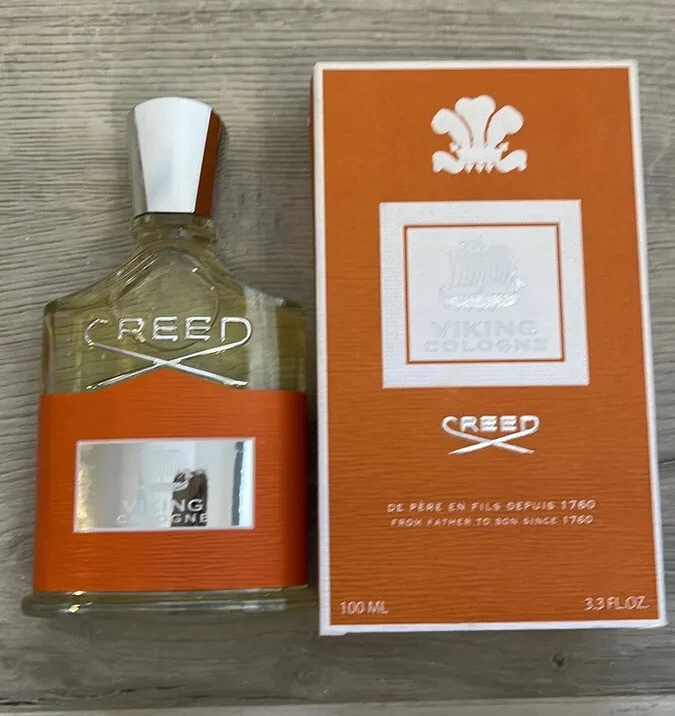 CREED
VIKING
COLOGNE
VIKING
COLOGNE
CREED
DE PÈRE EN FILS DEPUIS 1760
FROM FATHER TO SON SINCE 1760
100 ML
3.3 FL.OZ.